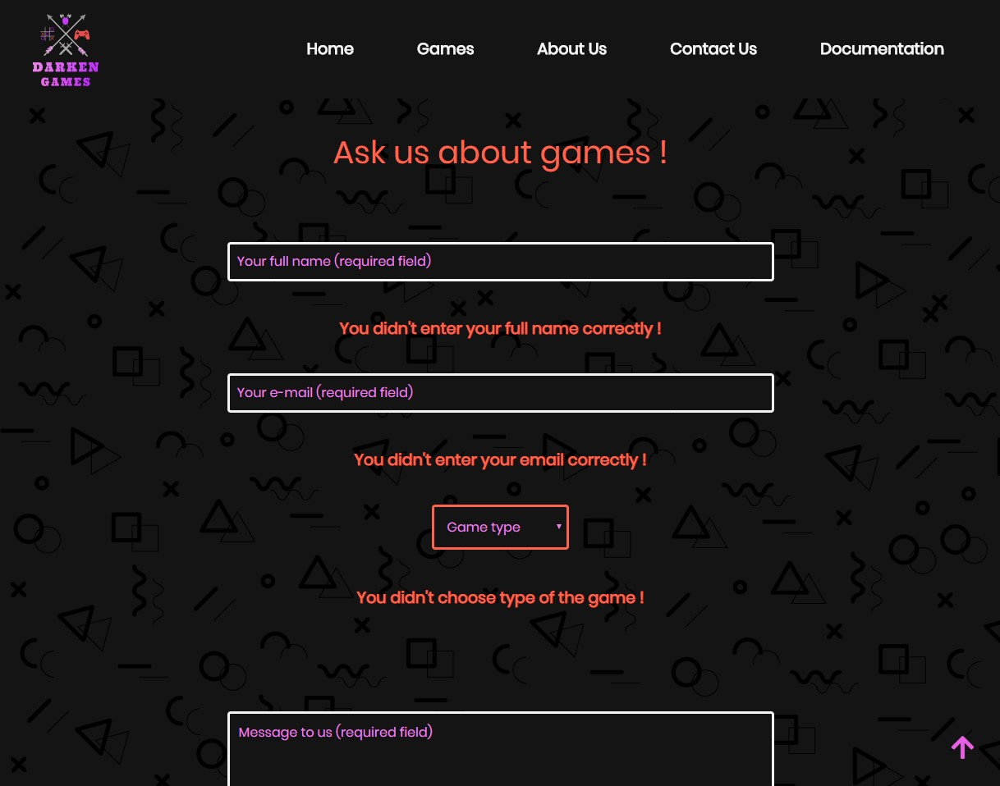 DARKEN
GAMES
Home Games About Us Contact Us Documentation
Ask us about games !
Your full name (required field)
You didn't enter your full name correctly !
Your e-mail (required field)
You didn't enter your email correctly !
Game type
You didn't choose type of the game !
Message to us (required field)